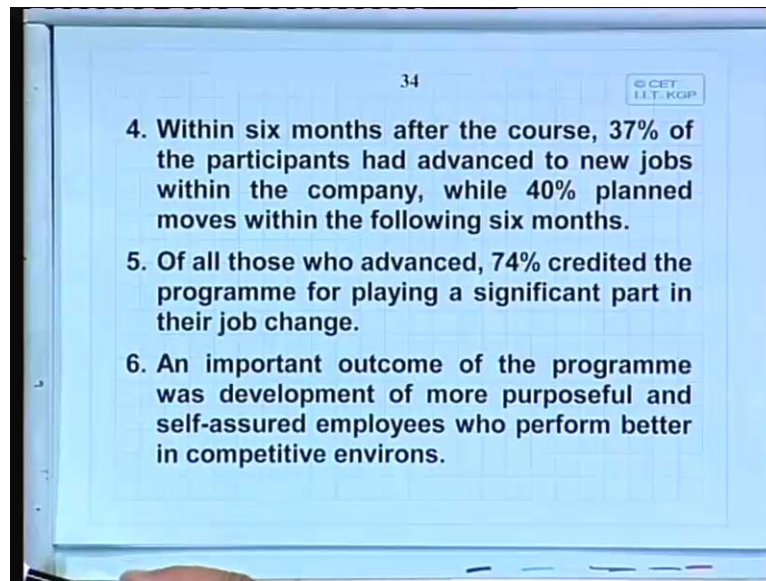 34
© CET
I.I.T. KGP
4. Within six months after the course, 37% of
the participants had advanced to new jobs
within the company, while 40% planned
moves within the following six months.
5. Of all those who advanced, 74% credited the
programme for playing a significant part in
their job change.
6. An important outcome of the programme
was development of more purposeful and
self-assured employees who perform better
in competitive environs.